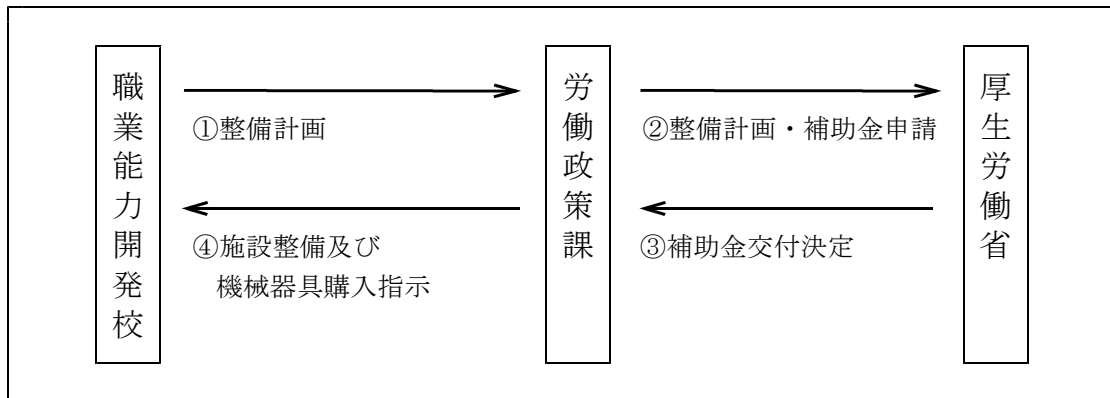 職業能力開発校
①整備計画
④施設整備及び
機械器具購入指示
労働政策課
②整備計画・補助金申請
③補助金交付決定
厚生労働省